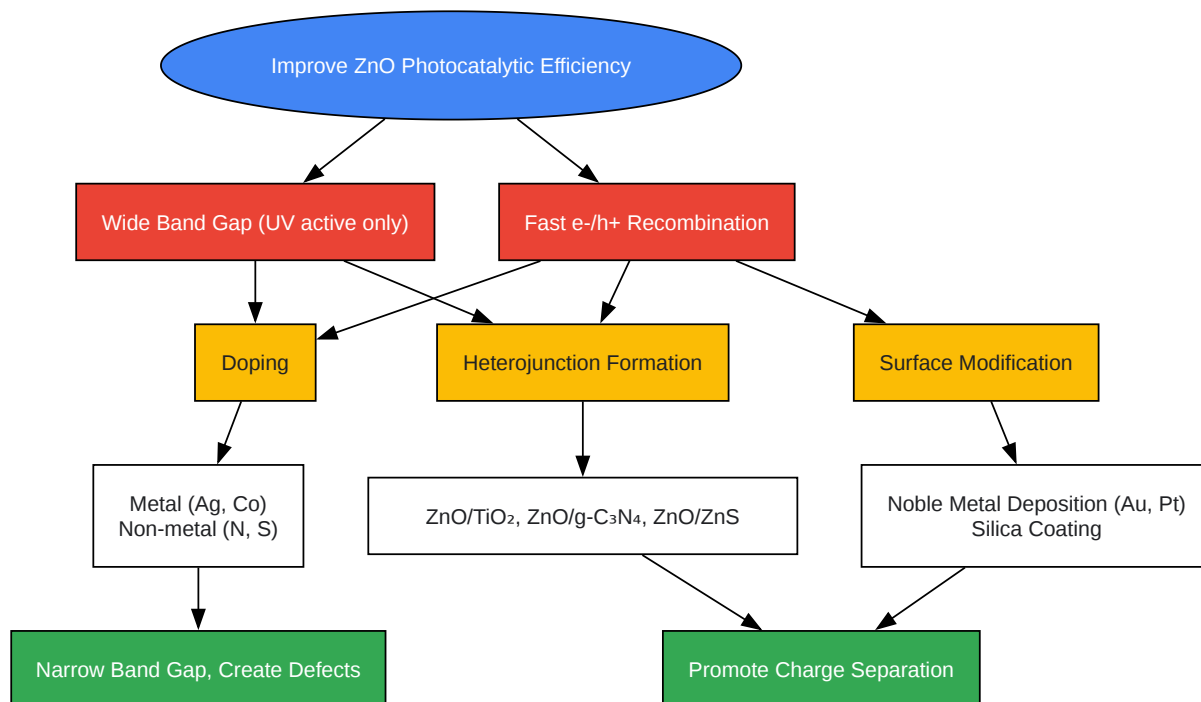 Improve ZnO Photocatalytic Efficiency
Wide Band Gap (UV active only)
Fast e-/h+ Recombination
Doping
Heterojunction Formation
Surface Modification
Metal (Ag, Co)
Non-metal (N, S)
ZnO/TiO₂, ZnO/g-C₃N₄, ZnO/ZnS
Noble Metal Deposition (Au, Pt)
Silica Coating
Narrow Band Gap, Create Defects
Promote Charge Separation